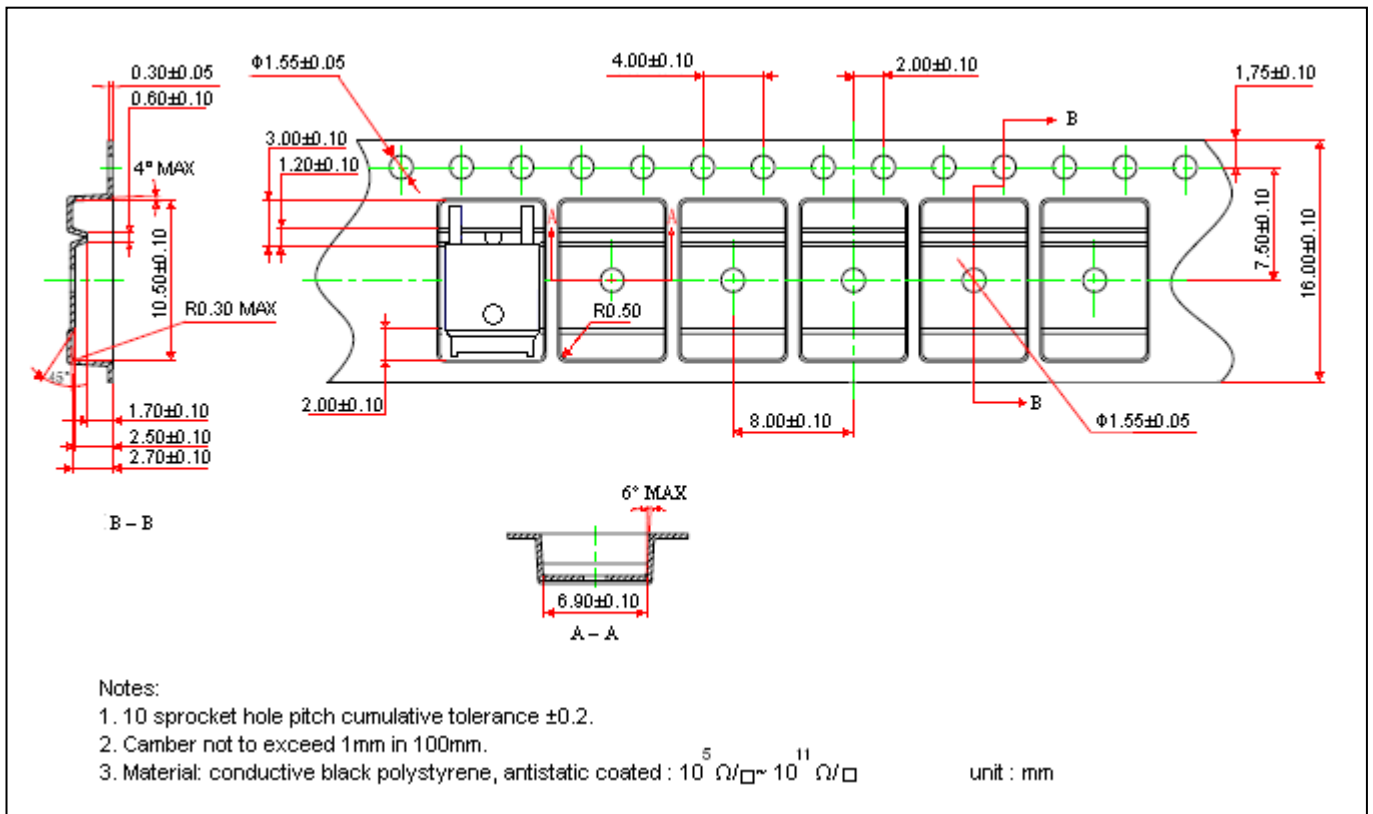 0.30±0.05
Φ1.55±0.05
4.00±0.10
2.00±0.10
1,75±0.10
0.60±0.10
B
3.00±0.10
1.20±0.10
4° MAX
A
A
7.50±0.10
16.00±0.10
10.50±0.10
R0.30 MAX
R0.50
45°
2.00±0.10
B
1.70±0.10
8.00±0.10
Φ1.55±0.05
2.50±0.10
2.70±0.10
6° MAX
B – B
6.90±0.10
A – A
Notes:
1. 10 sprocket hole pitch cumulative tolerance ±0.2.
2. Camber not to exceed 1mm in 100mm.
3. Material: conductive black polystyrene, antistatic coated : 10⁵ Ω/□~ 10¹¹ Ω/□ unit : mm